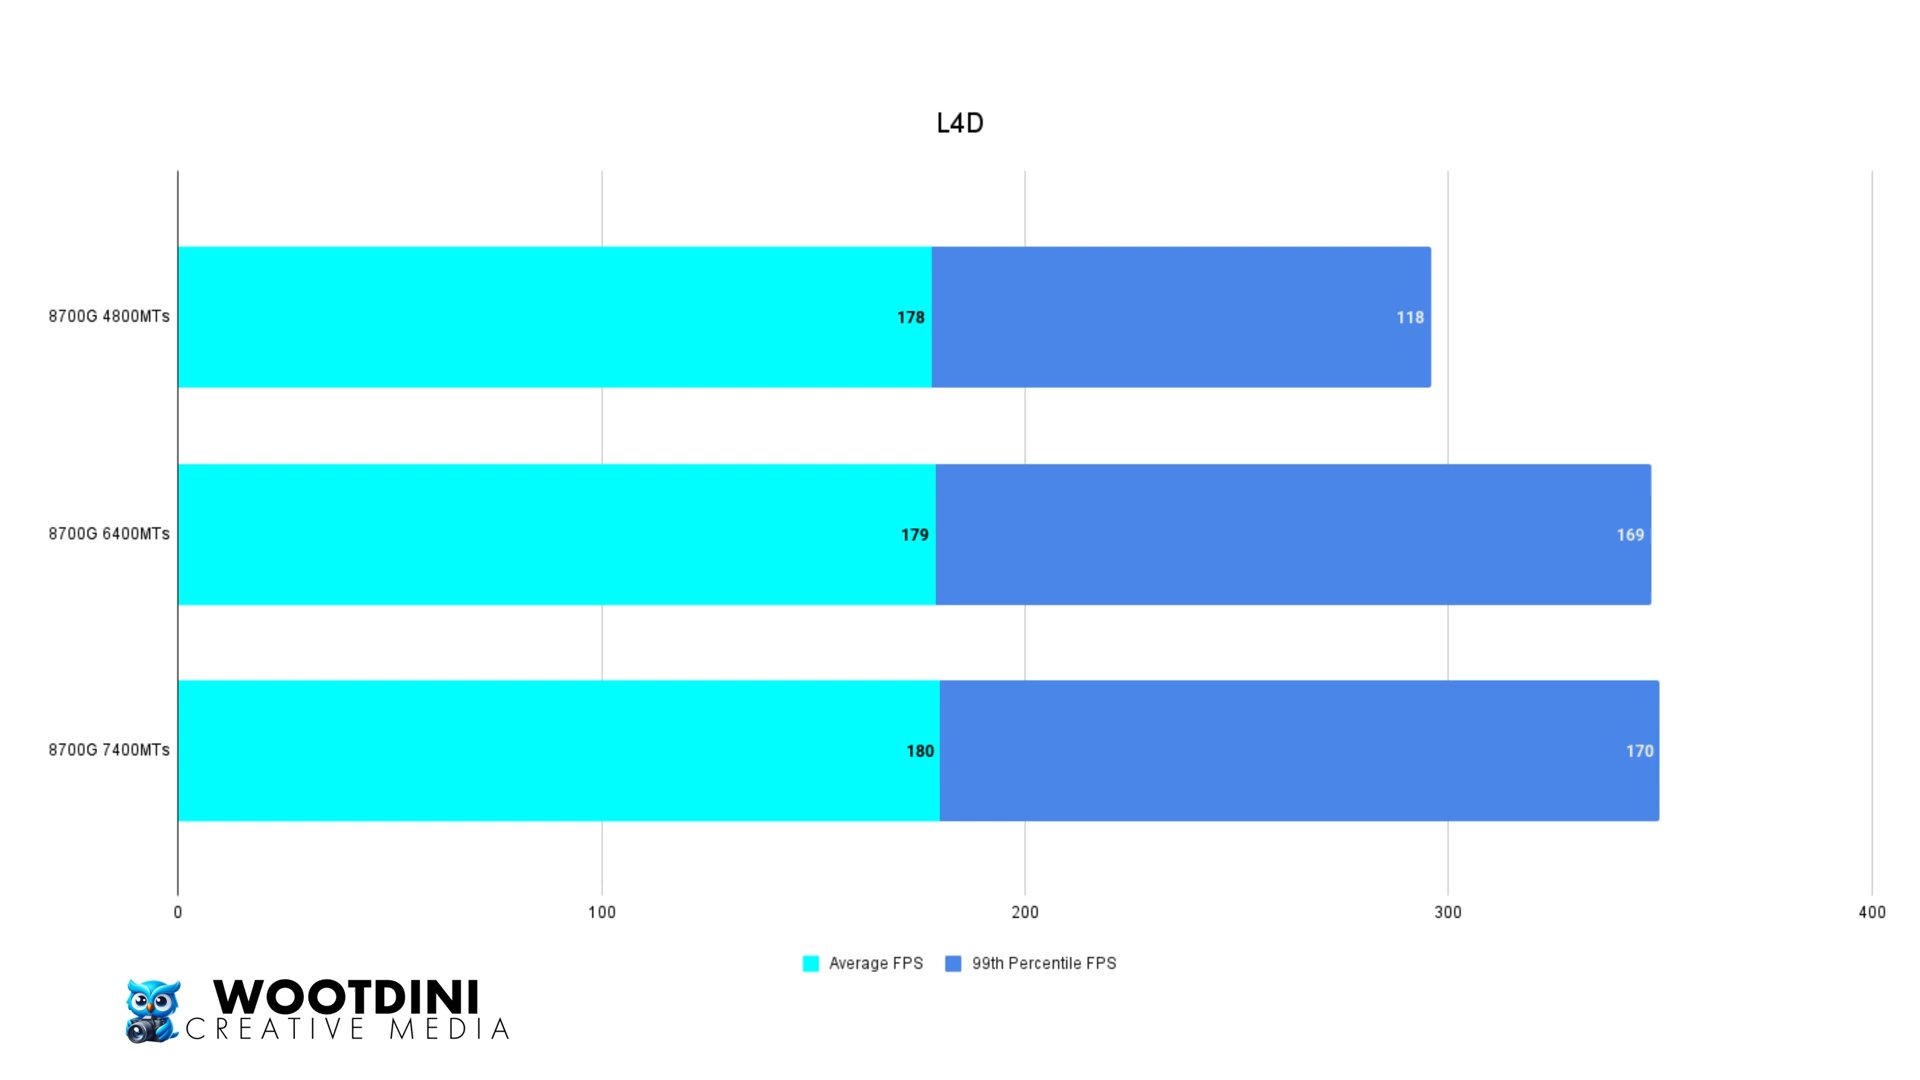 L4D
8700G 4800MTs
178
118
8700G 6400MTs
179
169
8700G 7400MTs
180
170
0
100
200
300
400
Average FPS
99th Percentile FPS
WOOTDINI
CREATIVE MEDIA